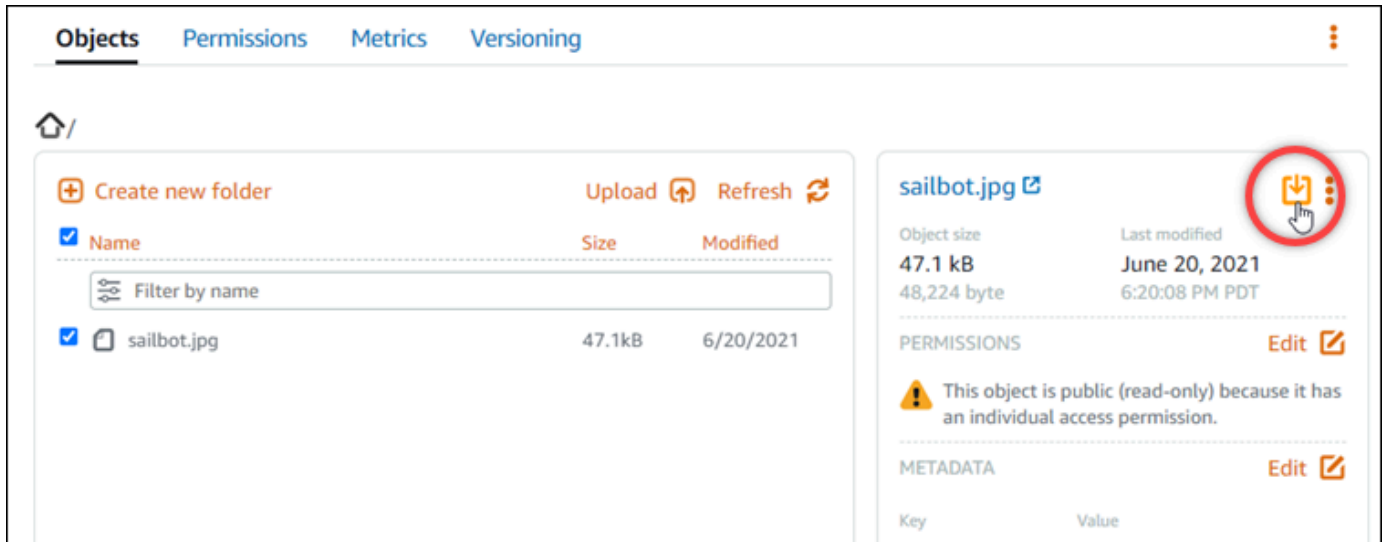 Objects Permissions Metrics Versioning
/
Create new folder Upload Refresh
Name Size Modified
Filter by name
sailbot.jpg 47.1kB 6/20/2021
sailbot.jpg
Object size Last modified
47.1 kB June 20, 2021
48,224 byte 6:20:08 PM PDT
PERMISSIONS Edit
This object is public (read-only) because it has
an individual access permission.
METADATA Edit
Key Value